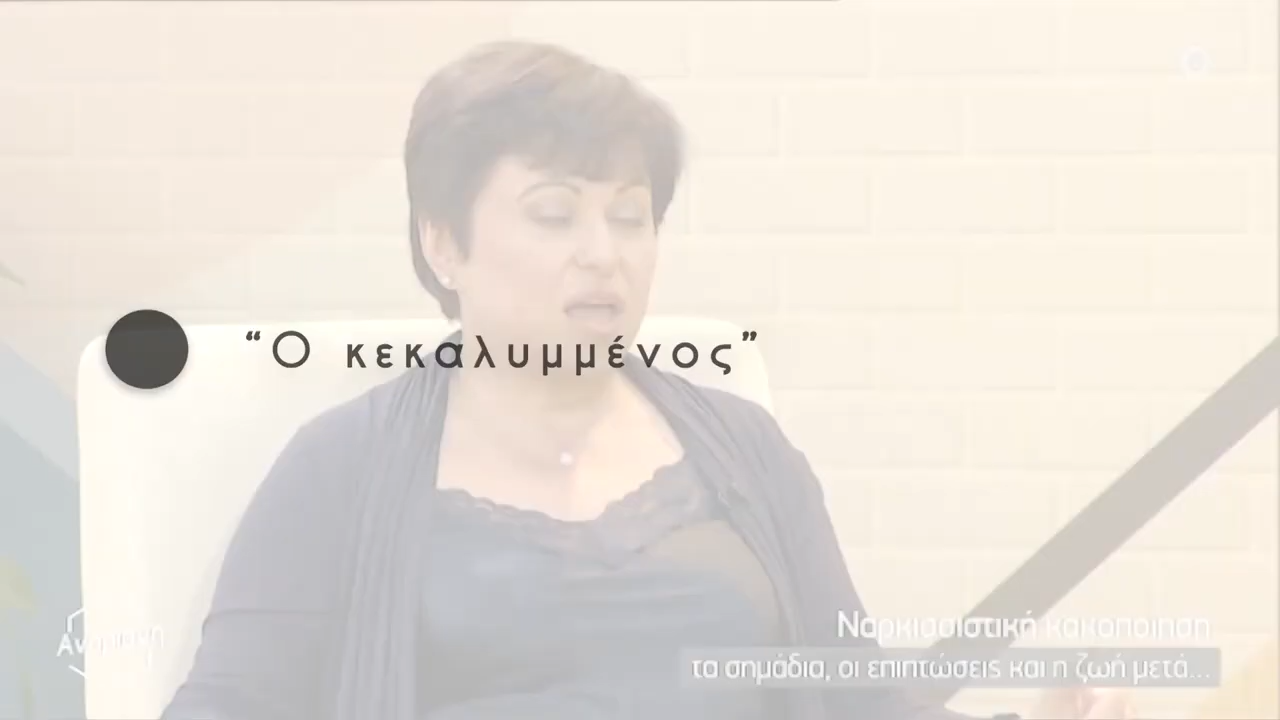 “Ο κεκαλυμμένος”
Ναρκισσιστική κακοποίηση
τα σημάδια, οι επιπτώσεις και η ζωή μετά...